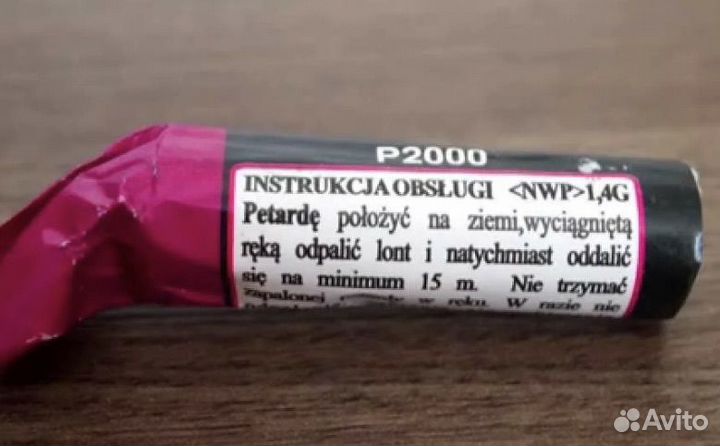 P2000
INSTRUKCJA OBSŁUGI <NWP>1,4G
Petardę położyć na ziemi,wyciągniętą
ręką odpalić lont i natychmiast oddalić
się na minimum 15 m. Nie trzymać
zapalonej w ręku. W razie nie
Avito